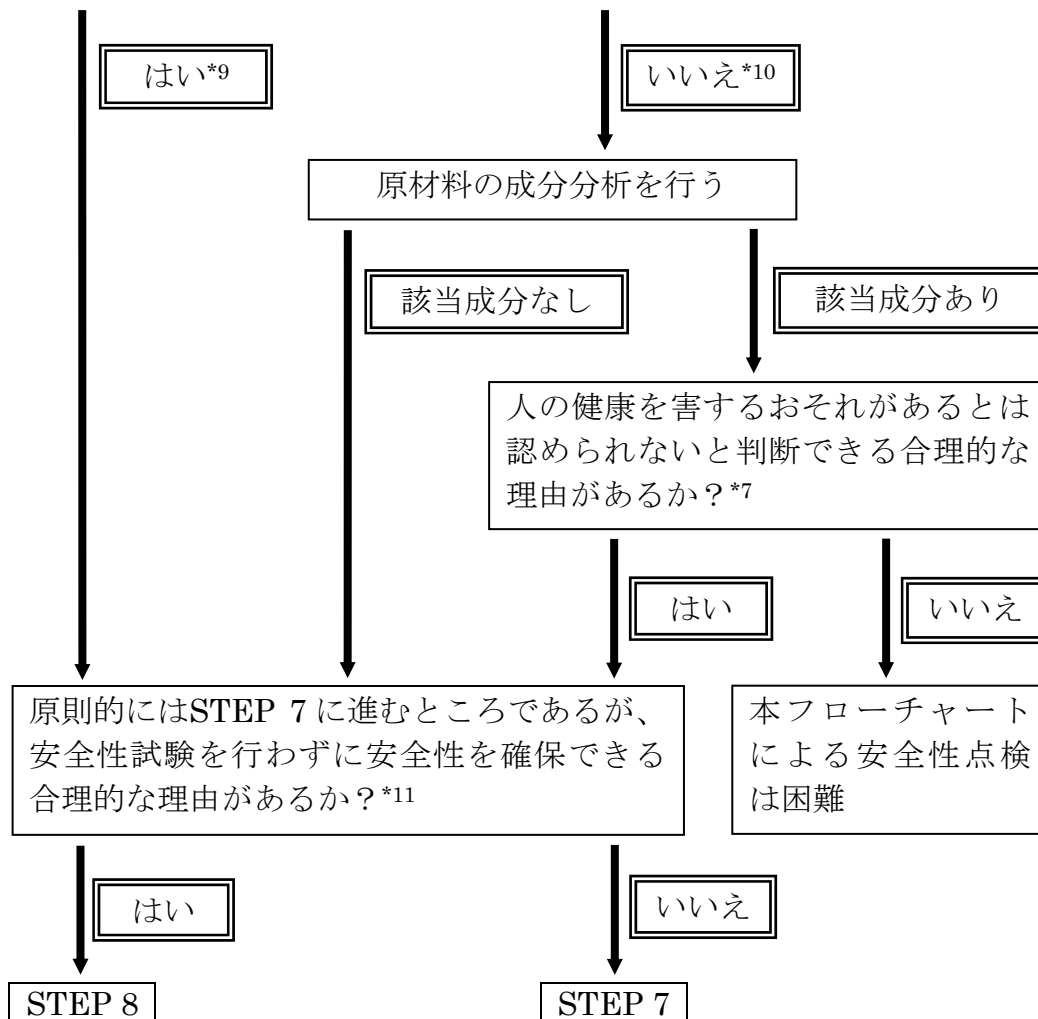 はい*9
いいえ*10
原材料の成分分析を行う
該当成分なし
該当成分あり
人の健康を害するおそれがあるとは
認められないと判断できる合理的な
理由があるか？*7
はい
いいえ
原則的にはSTEP 7 に進むところであるが、
安全性試験を行わずに安全性を確保できる
合理的な理由があるか？*11
本フローチャート
による安全性点検
は困難
はい
いいえ
STEP 8
STEP 7